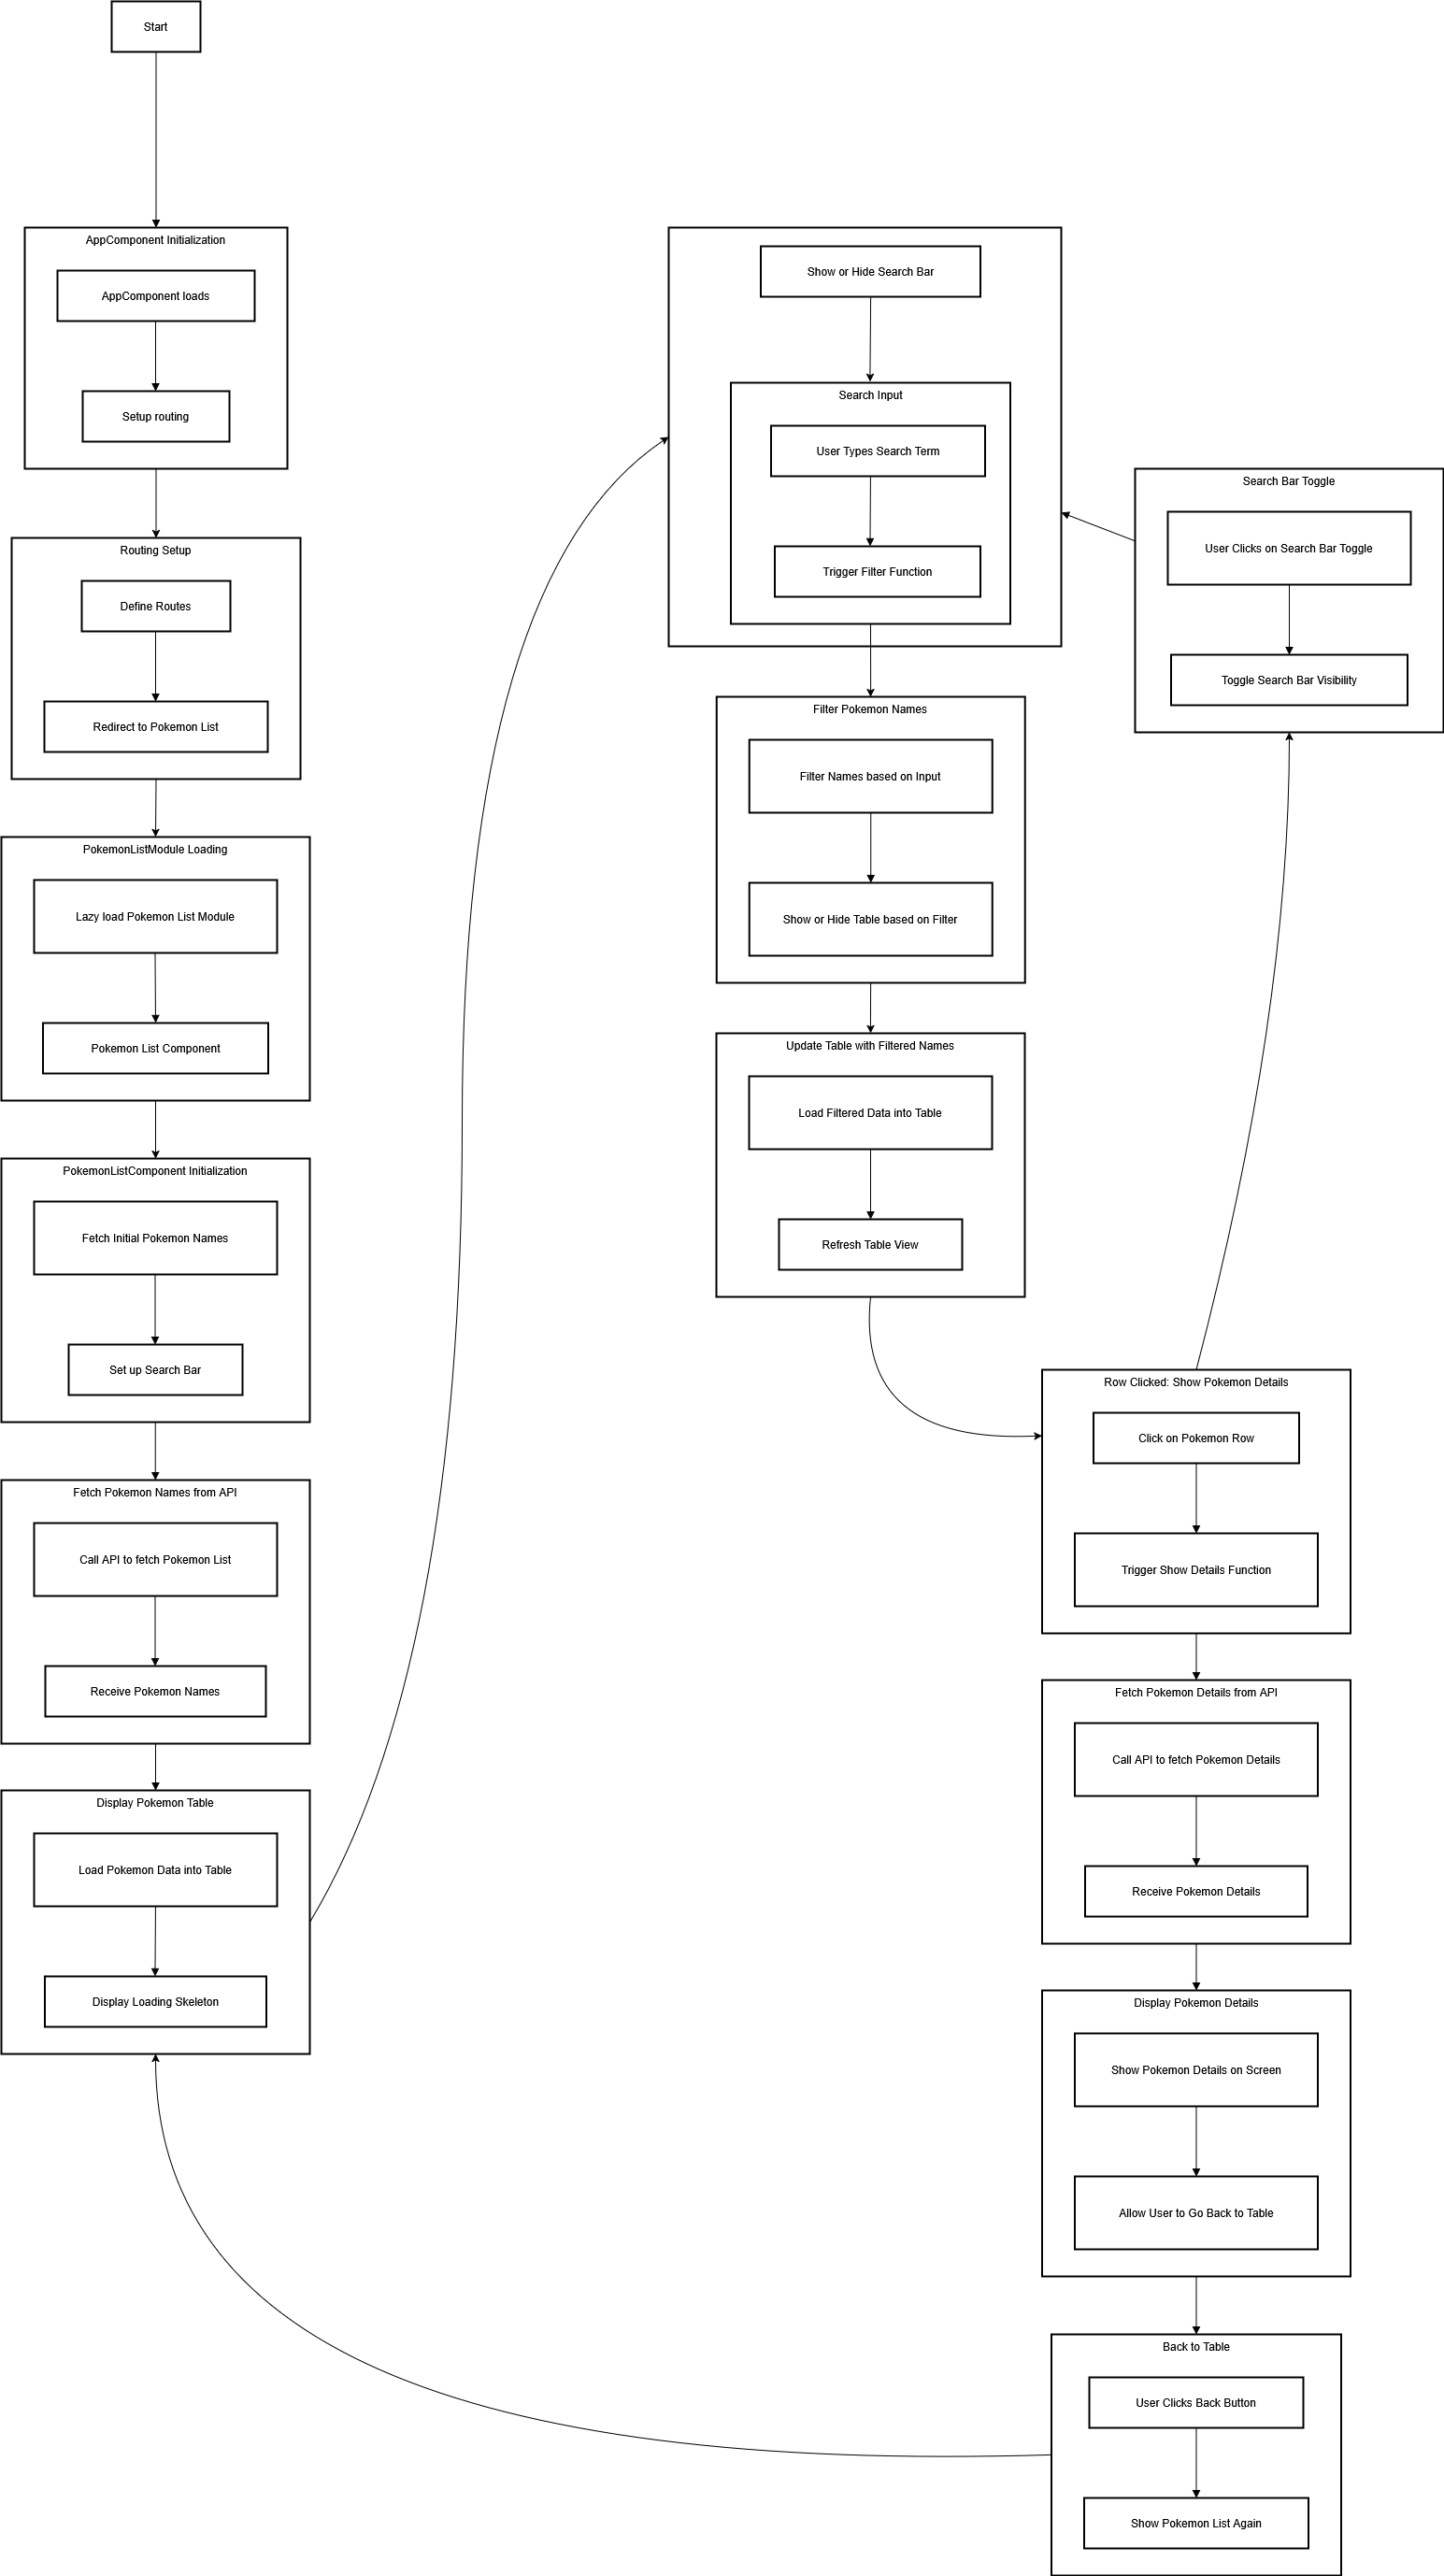 Start
AppComponent Initialization
AppComponent loads
Setup routing
Routing Setup
Define Routes
Redirect to Pokemon List
PokemonListModule Loading
Lazy load Pokemon List Module
Pokemon List Component
PokemonListComponent Initialization
Fetch Initial Pokemon Names
Set up Search Bar
Fetch Pokemon Names from API
Call API to fetch Pokemon List
Receive Pokemon Names
Display Pokemon Table
Load Pokemon Data into Table
Display Loading Skeleton
Show or Hide Search Bar
Search Input
User Types Search Term
Trigger Filter Function
Filter Pokemon Names
Filter Names based on Input
Show or Hide Table based on Filter
Update Table with Filtered Names
Load Filtered Data into Table
Refresh Table View
Search Bar Toggle
User Clicks on Search Bar Toggle
Toggle Search Bar Visibility
Row Clicked: Show Pokemon Details
Click on Pokemon Row
Trigger Show Details Function
Fetch Pokemon Details from API
Call API to fetch Pokemon Details
Receive Pokemon Details
Display Pokemon Details
Show Pokemon Details on Screen
Allow User to Go Back to Table
Back to Table
User Clicks Back Button
Show Pokemon List Again